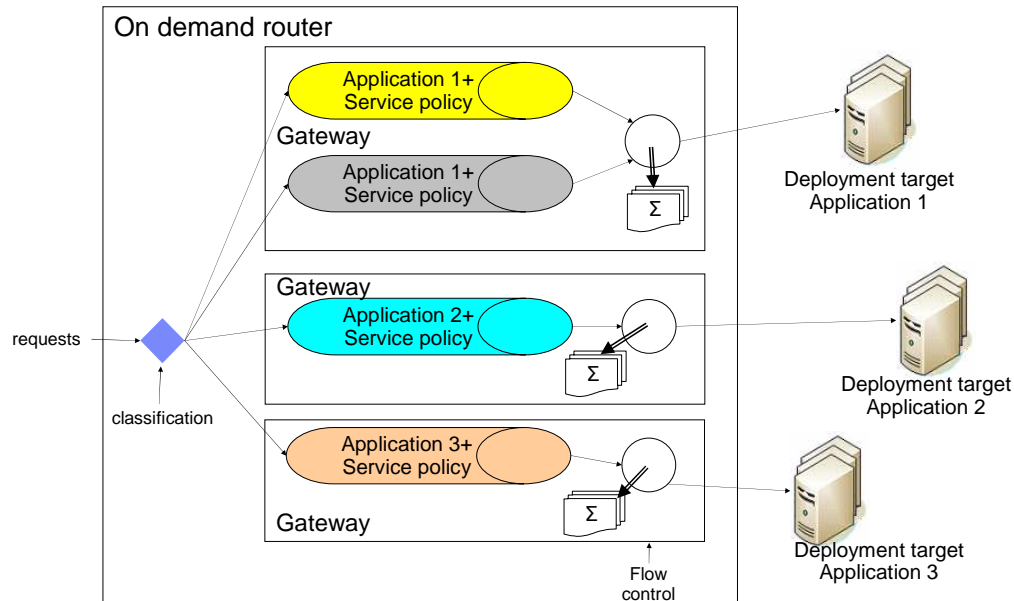 On demand router
Application 1+
Service policy
Gateway
Application 1+
Service policy
Σ
Deployment target
Application 1
Gateway
Application 2+
Service policy
Σ
requests
classification
Deployment target
Application 2
Application 3+
Service policy
Σ
Gateway
Deployment target
Application 3
Flow
control